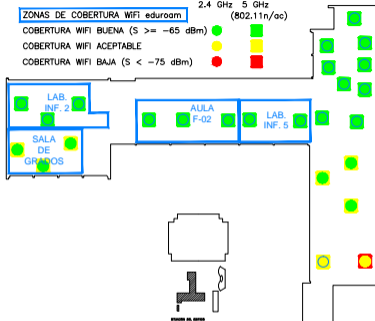 2.4 GHz 5 GHz
ZONAS DE COBERTURA WiFi eduroam
(802.11n/ac)
COBERTURA WIFI BUENA (S >= -65 dBm)
COBERTURA WIFI ACEPTABLE
COBERTURA WIFI BAJA (S < -75 dBm)
LAB.
INF. 2
AULA
F-02
LAB.
INF. 5
SALA
DE
GRADOS